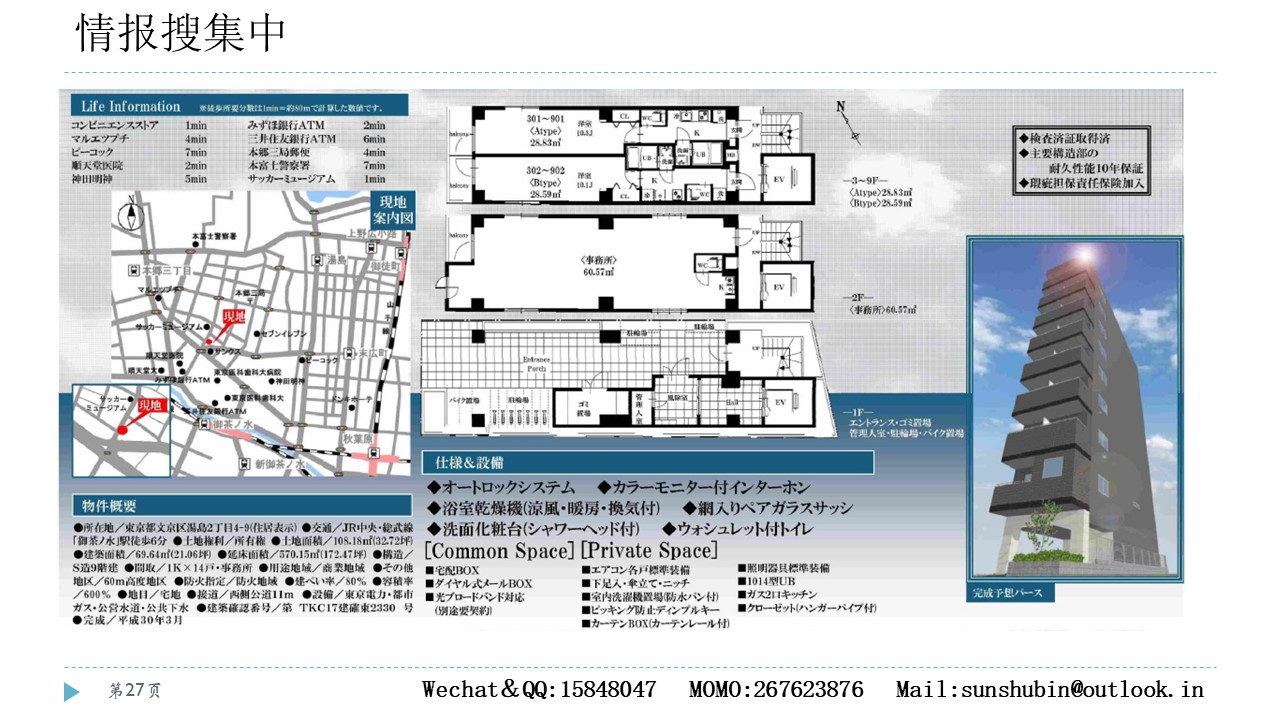 情报搜集中
Life Information ※徒歩所要分数は1min=約80mで計算した数値です。
コンビニエンスストア 1min みずほ銀行ATM 2min
マルエツプチ 4min 三井住友銀行ATM 6min
ピーコック 7min 本郷三局郵便 4min
順天堂医院 2min 本富士警察署 7min
神田明神 5min サッカーミュージアム 1min
現地
案内図
本富士警察署
上野広小路
湯島
御徒町
本郷三丁目
マルエツプチ
本郷三局
山手線
サッカーミュージアム
現地
セブンイレブン
サンクス
末広町
順天堂医院
ピーコック
順天堂大
東京医科歯科大病院
みずほ銀行ATM
神田明神
東京医科歯科大
ドンキホーテ
三井住友銀行ATM
御茶ノ水
秋葉原
新御茶ノ水
サッカー
ミュージアム
現地
物件概要
●所在地/東京都文京区湯島2丁目4-9(住居表示) ●交通/JR中央・総武線
「御茶ノ水」駅徒歩6分 ●土地権利/所有権 ●土地面積/108.18㎡(32.72坪)
●建築面積/69.64㎡(21.06坪) ●延床面積/570.15㎡(172.47坪) ●構造/
S造9階建 ●間取/1K×14戸・事務所 ●用途地域/商業地域 ●その他
地区/60m高度地区 ●防火指定/防火地域 ●建ぺい率/80% ●容積率
/600% ●地目/宅地 ●接道/西側公道11m ●設備/東京電力・都市
ガス・公営水道・公共下水 ●建築確認番号/第 TKC17建確東2330 号
●完成/平成30年3月
301～901
〈Atype〉
28.83㎡
洋室
10.1J
balcony
CL
WC
冷
洗
K
玄関
UP
UB
洗面
UB
MB
EV
302～902
〈Btype〉
28.59㎡
洋室
10.1J
balcony
CL
K
WC
玄関
N
—3～9F—
〈Atype〉28.83㎡
〈Btype〉28.59㎡
balcony
〈事務所〉
60.57㎡
WC
K
UP
EV
—2F—
〈事務所〉60.57㎡
駐輪場
駐輪場
Entrance
Porch
UP
バイク置場
駐輪場
ゴミ
置場
管理人室
風除室
Hall
EV
—1F—
エントランス・ゴミ置場
管理人室・駐輪場・バイク置場
◆検査済証取得済
◆主要構造部の
耐久性能10年保証
◆瑕疵担保責任保険加入
完成予想パース
仕様&設備
◆オートロックシステム ◆カラーモニター付インターホン
◆浴室乾燥機(涼風・暖房・換気付) ◆網入りペアガラスサッシ
◆洗面化粧台(シャワーヘッド付) ◆ウォシュレット付トイレ
[Common Space] [Private Space]
■宅配BOX ■エアコン各戸標準装備 ■照明器具標準装備
■ダイヤル式メールBOX ■下足入・傘立て・ニッチ ■1014型UB
■光ブロードバンド対応 ■室内洗濯機置場(防水パン付) ■ガス2口キッチン
(別途要契約) ■ピッキング防止ディンプルキー ■クローゼット(ハンガーパイプ付)
■カーテンBOX(カーテンレール付)
第27页
Wechat&QQ:15848047 MOMO:267623876 Mail:sunshubin@outlook.in